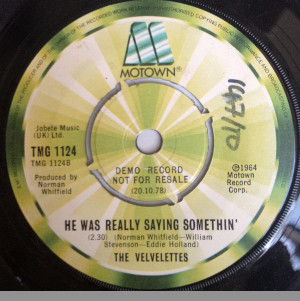 MOTOWN®
Jobete Music
(UK) Ltd.
TMG 1124
TMG 1124B
Produced by
Norman
Whitfield
DEMO RECORD
NOT FOR RESALE
(20.10.78)
℗1964
Motown
Record
Corp.
HE WAS REALLY SAYING SOMETHIN'
(2.30) (Norman Whitfield—William
Stevenson—Eddie Holland)
THE VELVELETTES